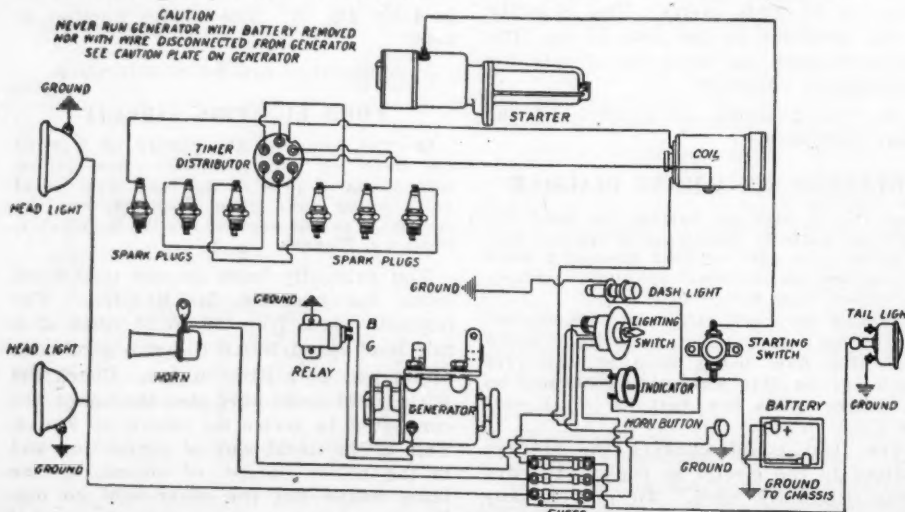 CAUTION
NEVER RUN GENERATOR WITH BATTERY REMOVED
NOR WITH WIRE DISCONNECTED FROM GENERATOR
SEE CAUTION PLATE ON GENERATOR
GROUND
STARTER
TIMER
DISTRIBUTOR
COIL
HEAD LIGHT
SPARK PLUGS
SPARK PLUGS
GROUND
DASH LIGHT
TAIL LIGHT
GROUND
B
G
HEAD LIGHT
HORN
RELAY
LIGHTING
SWITCH
STARTING
SWITCH
INDICATOR
GENERATOR
HORN BUTTON
BATTERY
+
-
GROUND
GROUND
GROUND
GROUND
TO CHASSIS